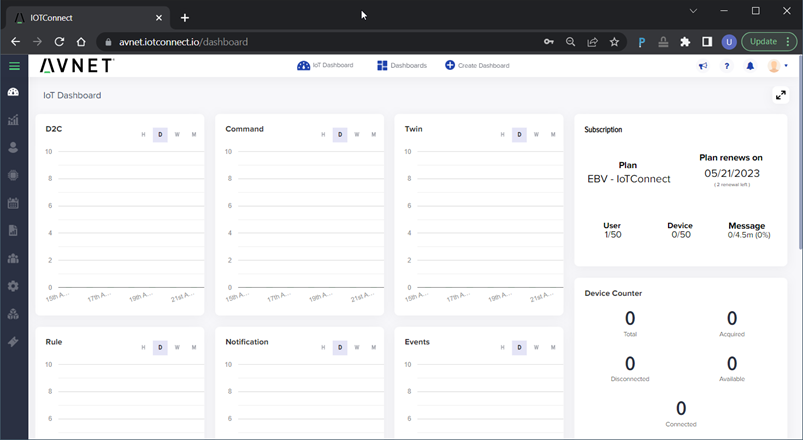 IOTConnect
avnet.iotconnect.io/dashboard
U
Update
AVNET
IoT Dashboard
Dashboards
Create Dashboard
IoT Dashboard
D2C
H D W M
10
8
6
4
2
0
15th A... 17th A... 19th A... 21st A...
Command
H D W M
10
8
6
4
2
0
15th A... 17th A... 19th A... 21st A...
Twin
H D W M
10
8
6
4
2
0
15th A... 17th A... 19th A... 21st A...
Subscription
Plan
EBV - IoTConnect
Plan renews on
05/21/2023
( 2 renewal left )
User
1/50
Device
0/50
Message
0/4.5m (0%)
Rule
H D W M
10
8
6
Notification
H D W M
10
8
6
Events
H D W M
10
8
6
Device Counter
0
Total
0
Acquired
0
Disconnected
0
Available
0
Connected